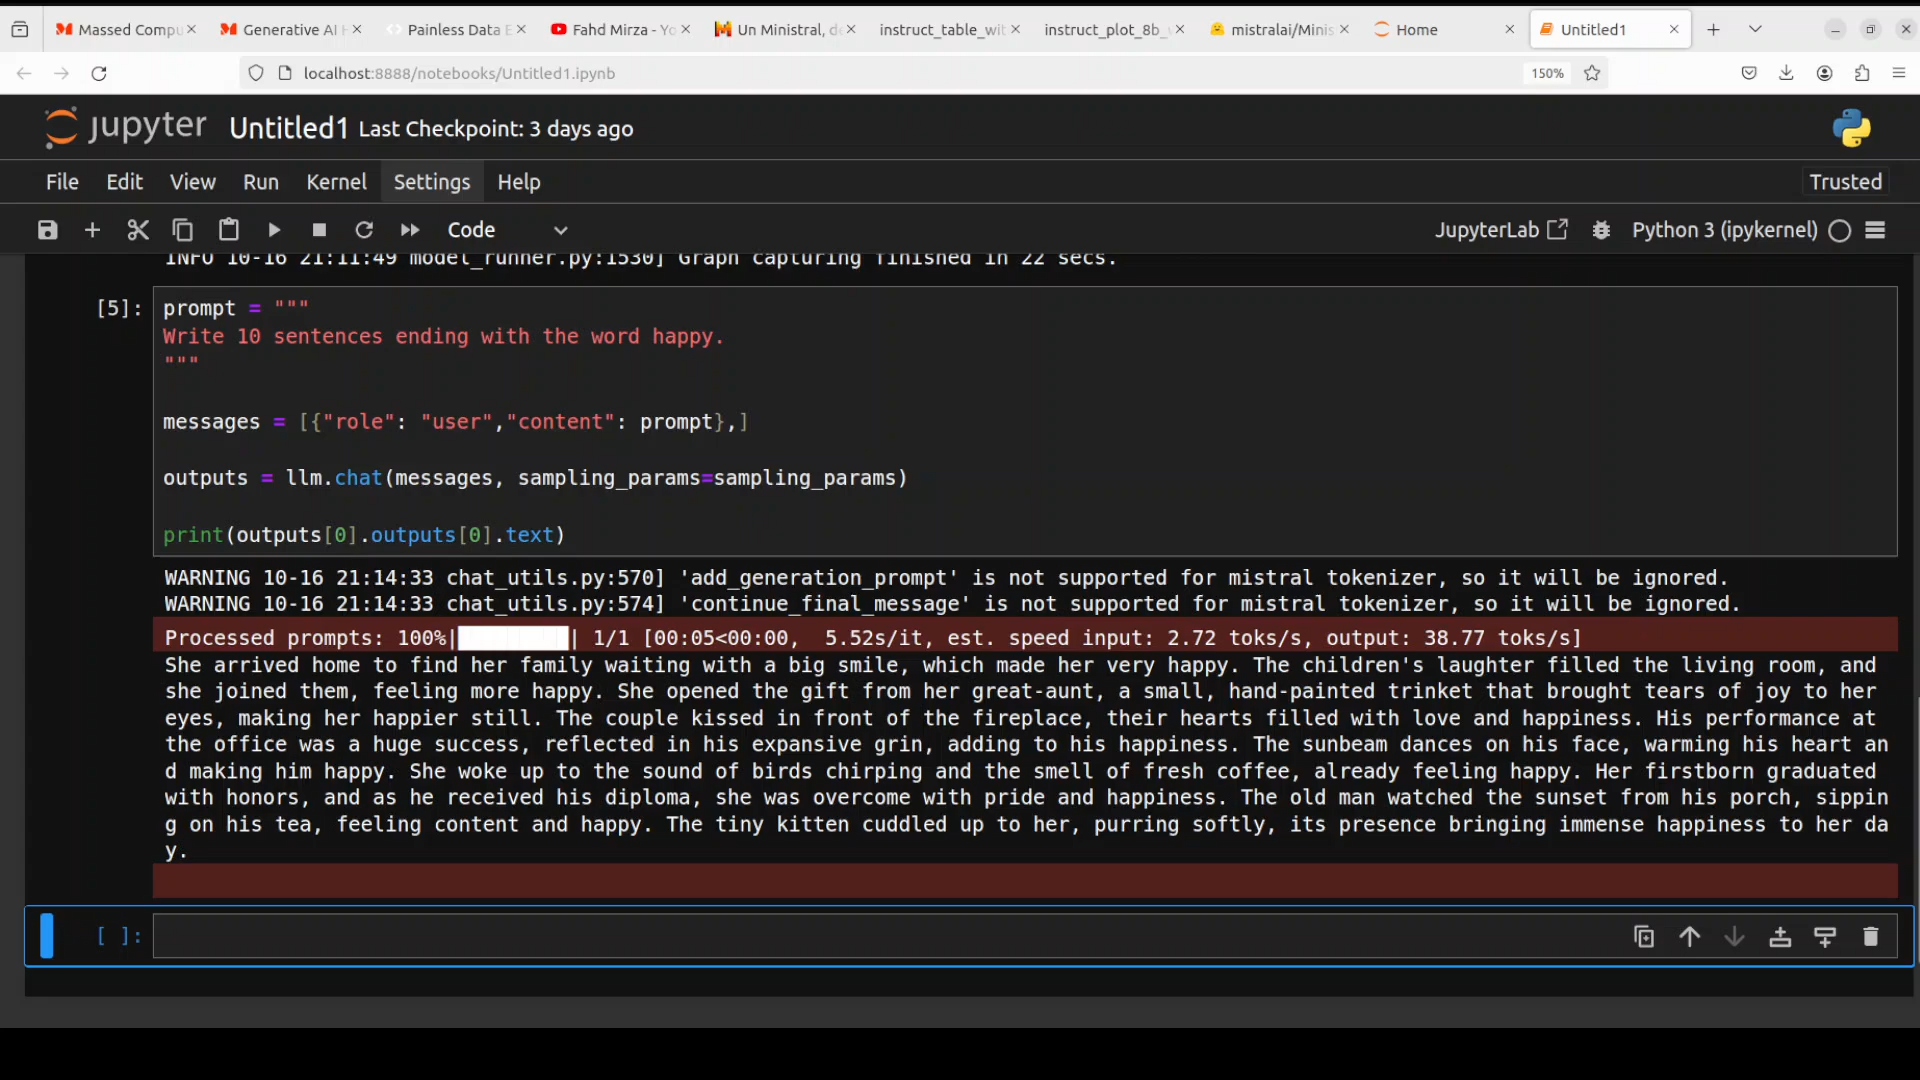 Massed Compu
Generative AI H
Painless Data E
Fahd Mirza - Yo
Un Ministral, de
instruct_table_wit
instruct_plot_8b_
mistralai/Minis
Home
Untitled1
localhost:8888/notebooks/Untitled1.ipynb
150%
jupyter Untitled1 Last Checkpoint: 3 days ago
File Edit View Run Kernel Settings Help
Trusted
Code
JupyterLab
Python 3 (ipykernel)
INFO 10-16 21:11:49 model_runner.py:1530] Graph capturing finished in 22 secs.
[5]: prompt = """
Write 10 sentences ending with the word happy.
"""
messages = [{"role": "user","content": prompt},]
outputs = llm.chat(messages, sampling_params=sampling_params)
print(outputs[0].outputs[0].text)
WARNING 10-16 21:14:33 chat_utils.py:570] 'add_generation_prompt' is not supported for mistral tokenizer, so it will be ignored.
WARNING 10-16 21:14:33 chat_utils.py:574] 'continue_final_message' is not supported for mistral tokenizer, so it will be ignored.
Processed prompts: 100%|██████████| 1/1 [00:05<00:00,  5.52s/it, est. speed input: 2.72 toks/s, output: 38.77 toks/s]
She arrived home to find her family waiting with a big smile, which made her very happy. The children's laughter filled the living room, and
she joined them, feeling more happy. She opened the gift from her great-aunt, a small, hand-painted trinket that brought tears of joy to her
eyes, making her happier still. The couple kissed in front of the fireplace, their hearts filled with love and happiness. His performance at
the office was a huge success, reflected in his expansive grin, adding to his happiness. The sunbeam dances on his face, warming his heart an
d making him happy. She woke up to the sound of birds chirping and the smell of fresh coffee, already feeling happy. Her firstborn graduated
with honors, and as he received his diploma, she was overcome with pride and happiness. The old man watched the sunset from his porch, sippin
g on his tea, feeling content and happy. The tiny kitten cuddled up to her, purring softly, its presence bringing immense happiness to her da
y.
[ ]: